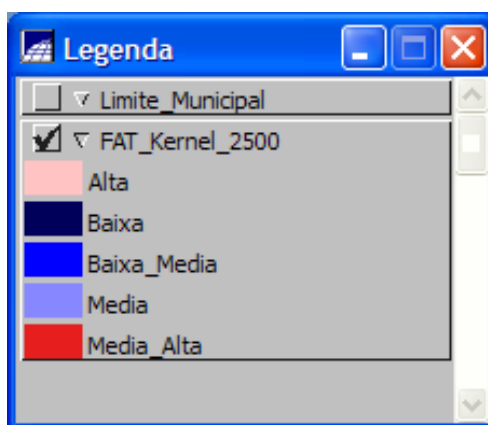 Legenda
Limite_Municipal
FAT_Kernel_2500
Alta
Baixa
Baixa_Media
Media
Media_Alta